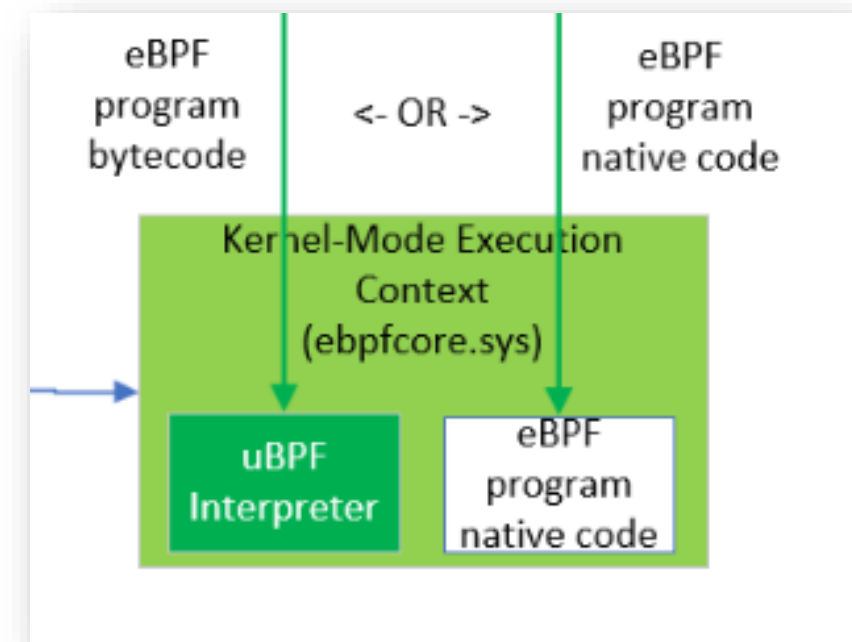 eBPF
program
bytecode
<- OR ->
eBPF
program
native code
Kernel-Mode Execution
Context
(ebpfcore.sys)
uBPF
Interpreter
eBPF
program
native code